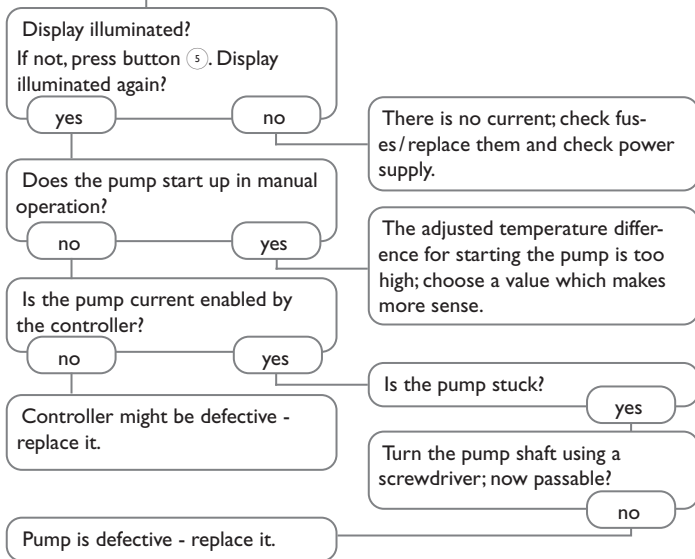 Display illuminated?
If not, press button 5. Display
illuminated again?
yes
no
There is no current; check fus-
es/replace them and check power
supply.
Does the pump start up in manual
operation?
no
yes
The adjusted temperature differ-
ence for starting the pump is too
high; choose a value which makes
more sense.
Is the pump current enabled by
the controller?
no
yes
Is the pump stuck?
yes
Controller might be defective -
replace it.
Turn the pump shaft using a
screwdriver; now passable?
no
Pump is defective - replace it.